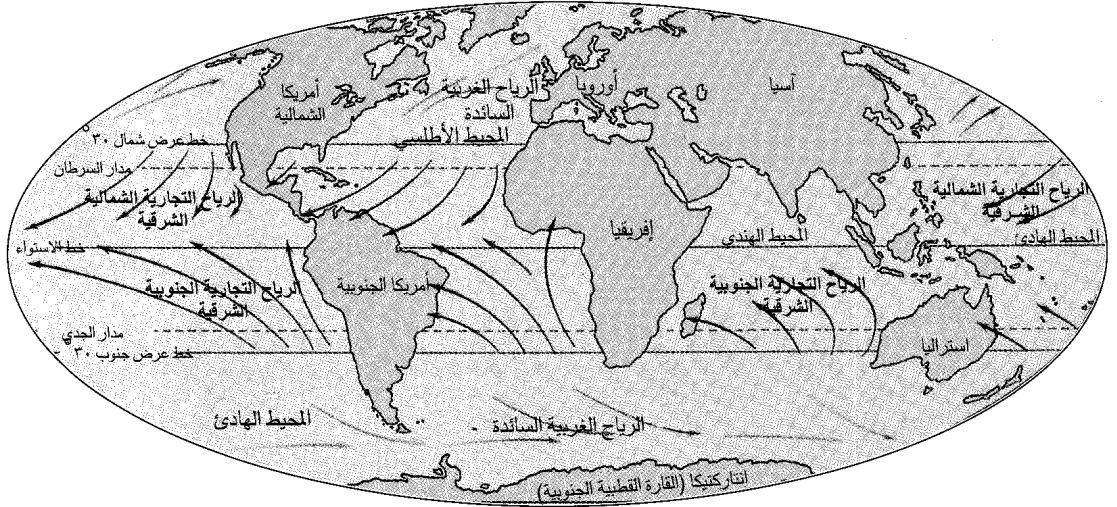 أمريكا
الشمالية
الرياح الغربية
السائدة
المحيط الأطلسي
أوروبا
آسيا
خط عرض شمال ٣٠
مدار السرطان
الرياح التجارية الشمالية
الشرقية
الرياح التجارية الشمالية
الشرقية
خط الاستواء
إفريقيا
المحيط الهندي
المحيط الهادئ
الرياح التجارية الجنوبية
الشرقية
أمريكا الجنوبية
الرياح التجارية الجنوبية
الشرقية
مدار الجدي
خط عرض جنوب ٣٠
استراليا
المحيط الهادئ
الرياح الغربية السائدة
انتاركتيكا (القارة القطبية الجنوبية)